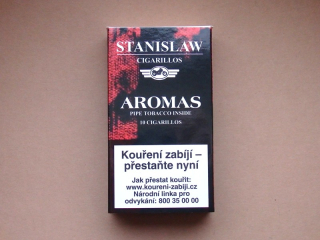 STANISLAW
CIGARILLOS
AROMAS
PIPE TOBACCO INSIDE
10 CIGARILLOS
Kouření zabíjí –
přestaňte nyní
Jak přestat kouřit:
www.koureni-zabiji.cz
Národní linka pro
odvykání: 800 35 00 00